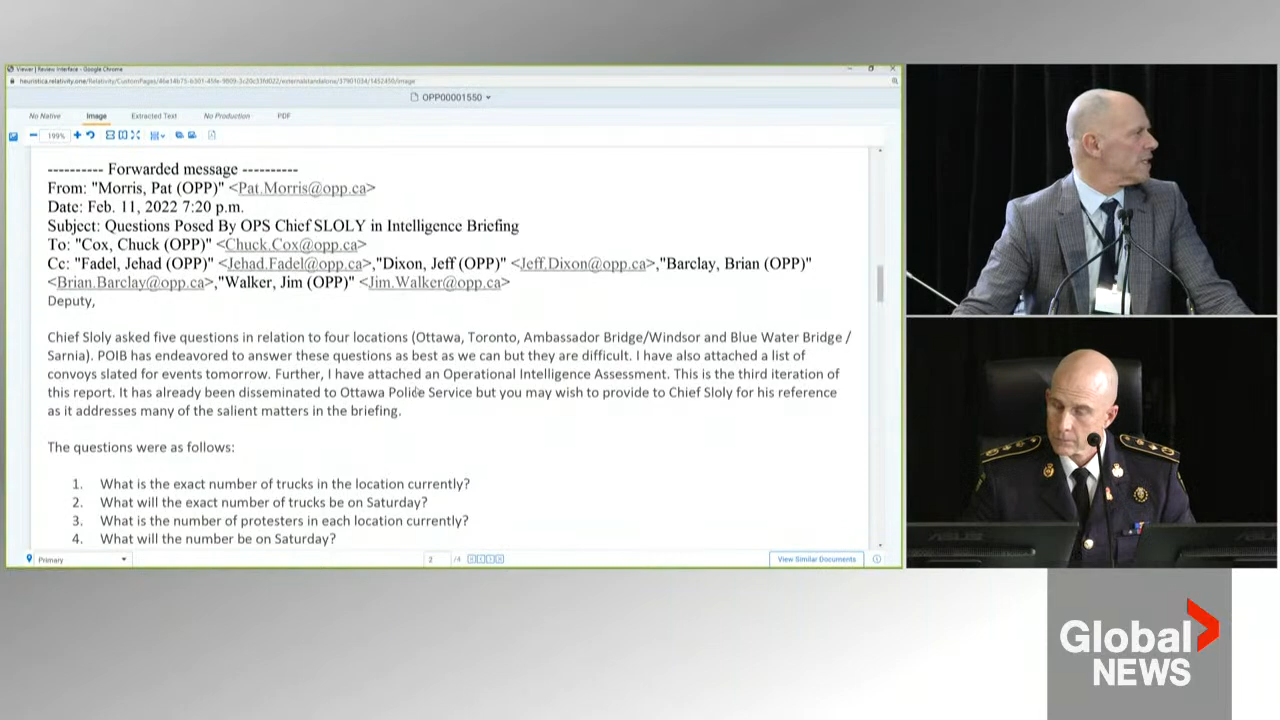 Viewer | Review Interface - Google Chrome
OPP00001550
No Native Image Extracted Text No Production PDF
199%
---------- Forwarded message ----------
From: "Morris, Pat (OPP)" <Pat.Morris@opp.ca>
Date: Feb. 11, 2022 7:20 p.m.
Subject: Questions Posed By OPS Chief SLOLY in Intelligence Briefing
To: "Cox, Chuck (OPP)" <Chuck.Cox@opp.ca>
Cc: "Fadel, Jehad (OPP)" <Jehad.Fadel@opp.ca>,"Dixon, Jeff (OPP)" <Jeff.Dixon@opp.ca>,"Barclay, Brian (OPP)"
<Brian.Barclay@opp.ca>,"Walker, Jim (OPP)" <Jim.Walker@opp.ca>
Deputy,
Chief Sloly asked five questions in relation to four locations (Ottawa, Toronto, Ambassador Bridge/Windsor and Blue Water Bridge /
Sarnia). POIB has endeavored to answer these questions as best as we can but they are difficult. I have also attached a list of
convoys slated for events tomorrow. Further, I have attached an Operational Intelligence Assessment. This is the third iteration of
this report. It has already been disseminated to Ottawa Police Service but you may wish to provide to Chief Sloly for his reference
as it addresses many of the salient matters in the briefing.
The questions were as follows:
1. What is the exact number of trucks in the location currently?
2. What will the exact number of trucks be on Saturday?
3. What is the number of protesters in each location currently?
4. What will the number be on Saturday?
Primary 2 View Similar Documents
Global
NEWS